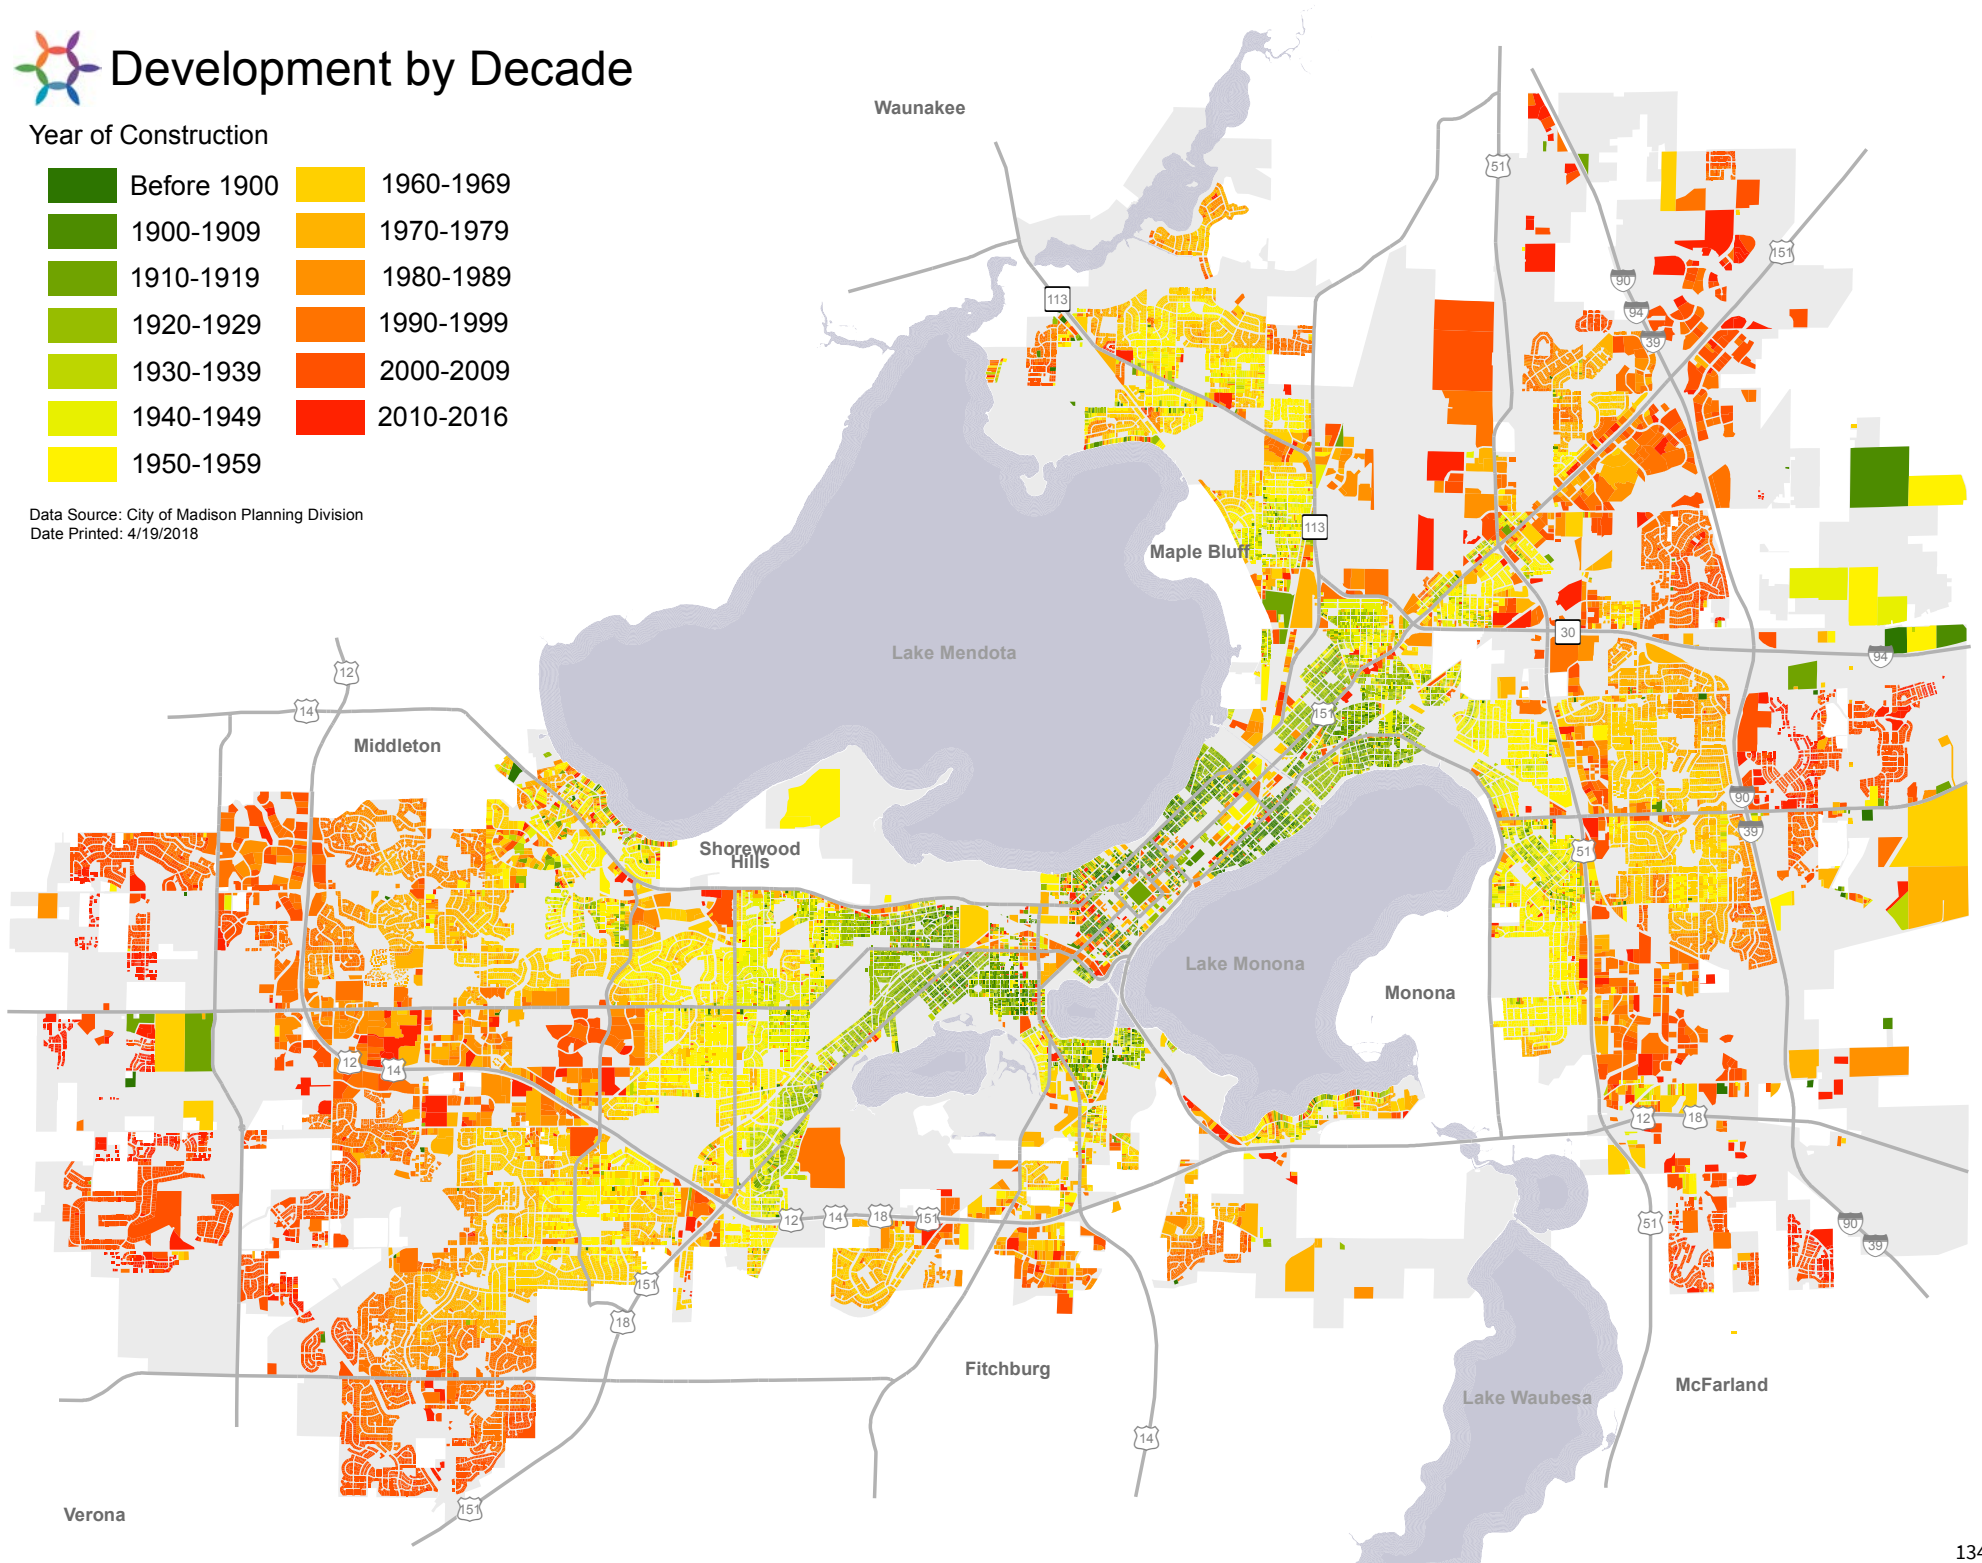 Development by Decade
Year of Construction
Before 1900
1900-1909
1910-1919
1920-1929
1930-1939
1940-1949
1950-1959
1960-1969
1970-1979
1980-1989
1990-1999
2000-2009
2010-2016
Data Source: City of Madison Planning Division
Date Printed: 4/19/2018
Waunakee
51
151
90
94
39
113
113
Maple Bluff
30
94
Lake Mendota
12
14
151
Middleton
90
39
51
Shorewood
Hills
Lake Monona
Monona
12
14
12
18
12
14
18
151
51
90
39
151
18
Fitchburg
McFarland
Lake Waubesa
14
Verona
151
134